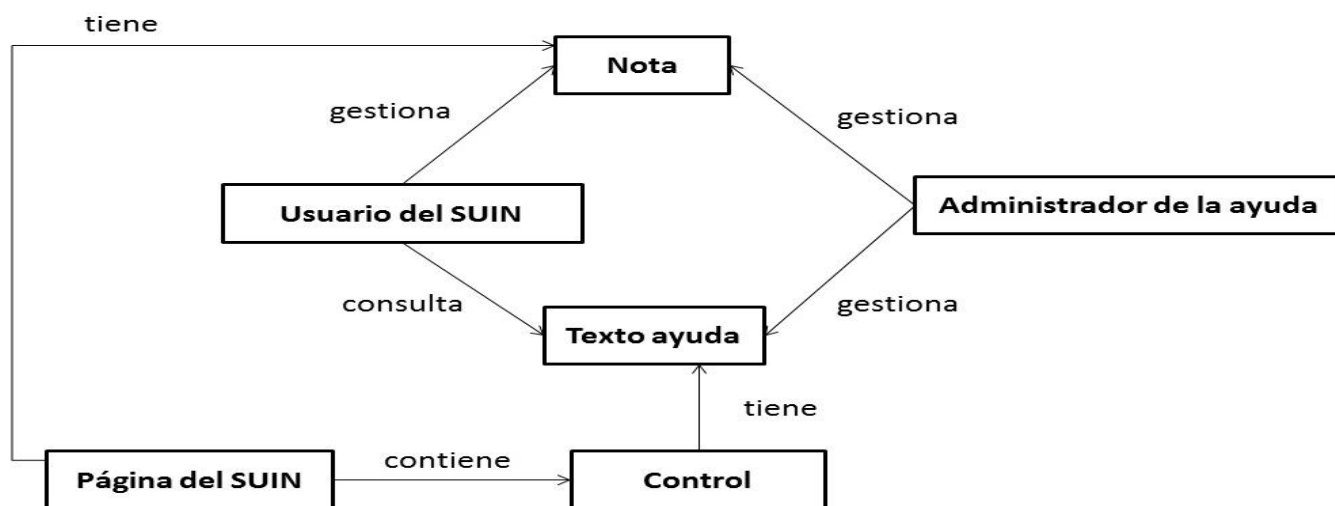 tiene
Nota
gestiona
gestiona
Usuario del SUIN
Administrador de la ayuda
consulta
gestiona
Texto ayuda
tiene
Página del SUIN
contiene
Control